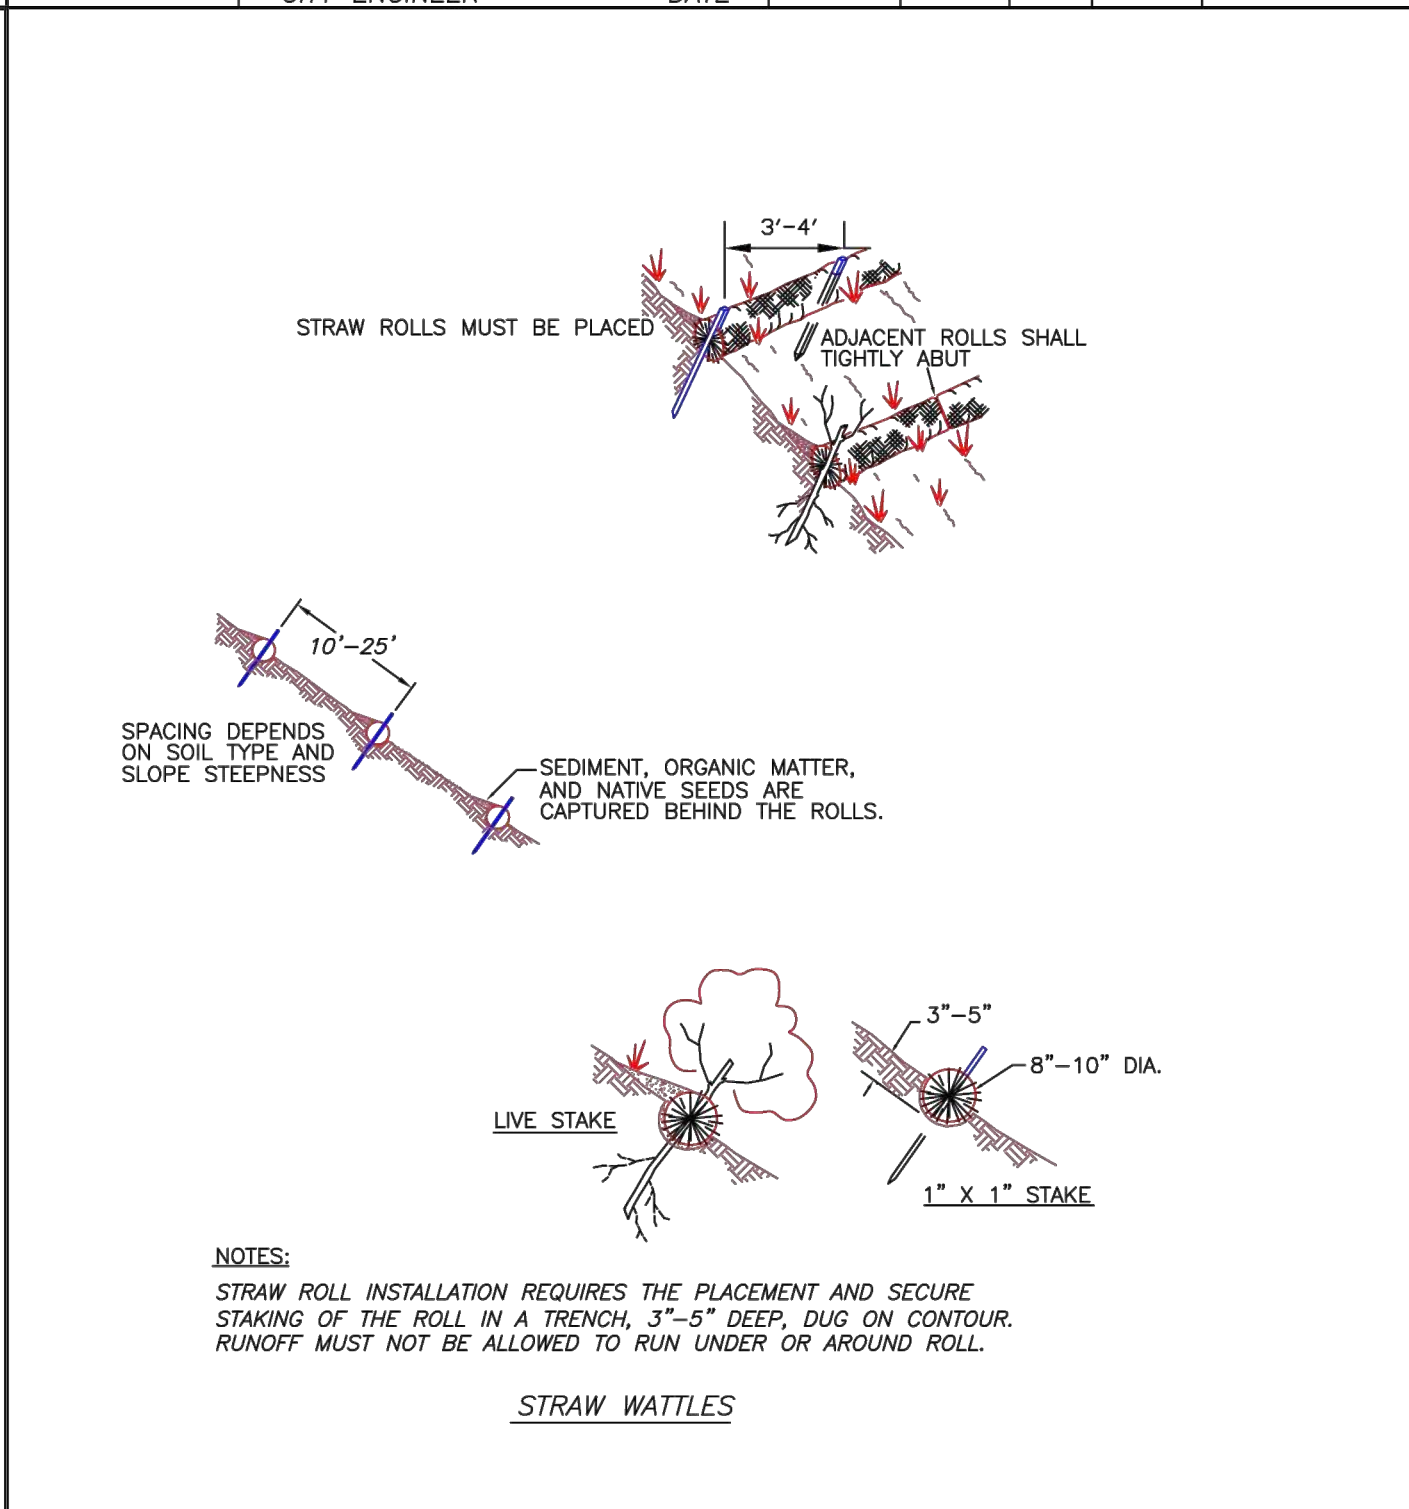 DATE
3'-4'
STRAW ROLLS MUST BE PLACED
ADJACENT ROLLS SHALL
TIGHTLY ABUT
10'-25'
SPACING DEPENDS
ON SOIL TYPE AND
SLOPE STEEPNESS
SEDIMENT, ORGANIC MATTER,
AND NATIVE SEEDS ARE
CAPTURED BEHIND THE ROLLS.
3"-5"
8"-10" DIA.
LIVE STAKE
1" X 1" STAKE
NOTES:
STRAW ROLL INSTALLATION REQUIRES THE PLACEMENT AND SECURE
STAKING OF THE ROLL IN A TRENCH, 3"-5" DEEP, DUG ON CONTOUR.
RUNOFF MUST NOT BE ALLOWED TO RUN UNDER OR AROUND ROLL.
STRAW WATTLES